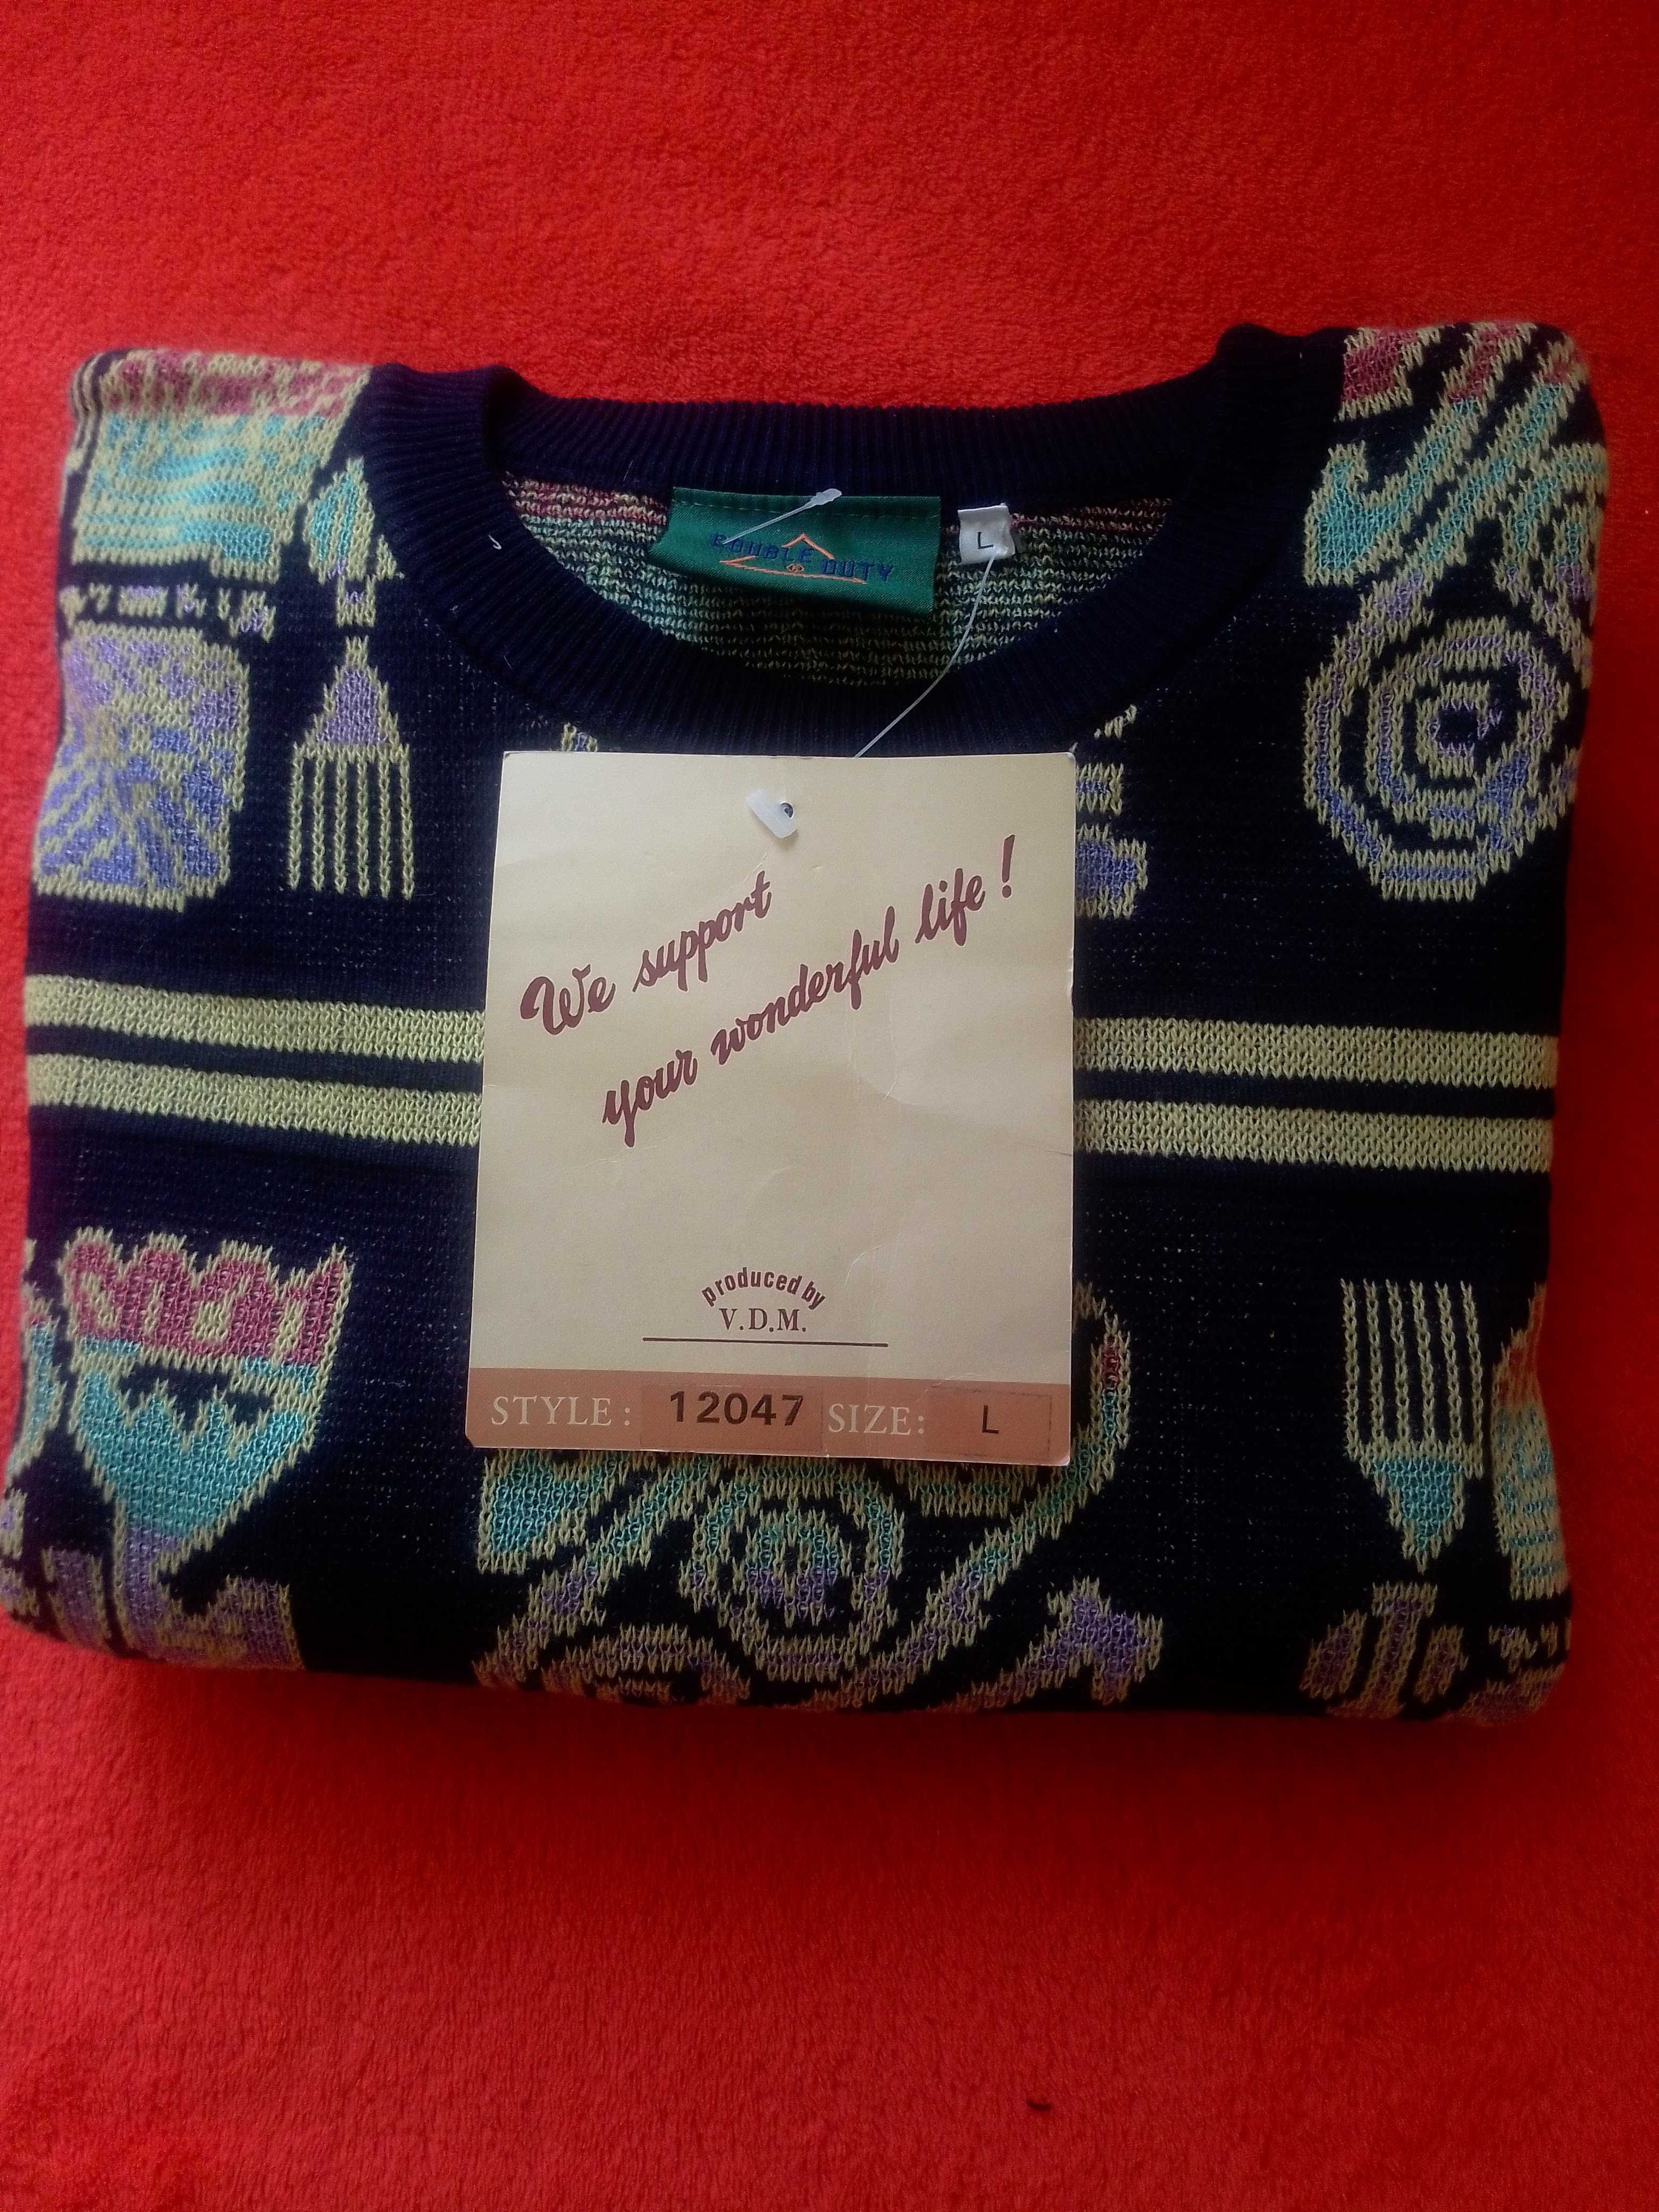 DOUBLE
DUTY
L
We support
your wonderful life!
produced by
V.D.M.
STYLE: 12047 SIZE: L